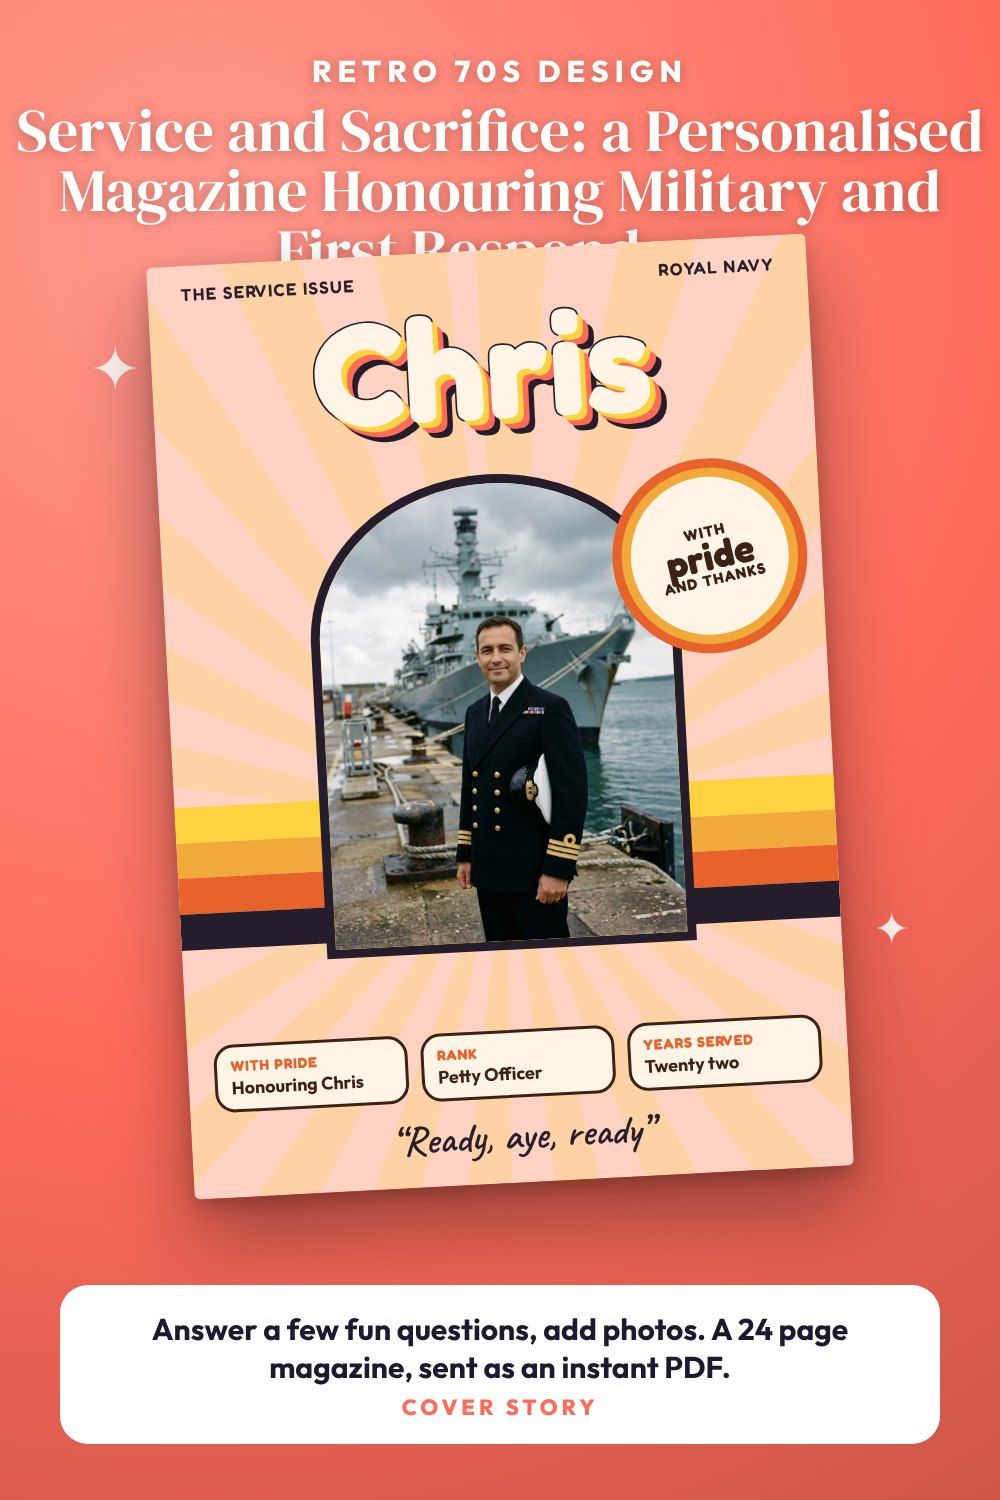 RETRO 70S DESIGN
Service and Sacrifice: a Personalised
Magazine Honouring Military and
First
THE SERVICE ISSUE
ROYAL NAVY
Chris
WITH
pride
AND THANKS
WITH PRIDE
Honouring Chris
RANK
Petty Officer
YEARS SERVED
Twenty two
“Ready, aye, ready”
Answer a few fun questions, add photos. A 24 page
magazine, sent as an instant PDF.
COVER STORY